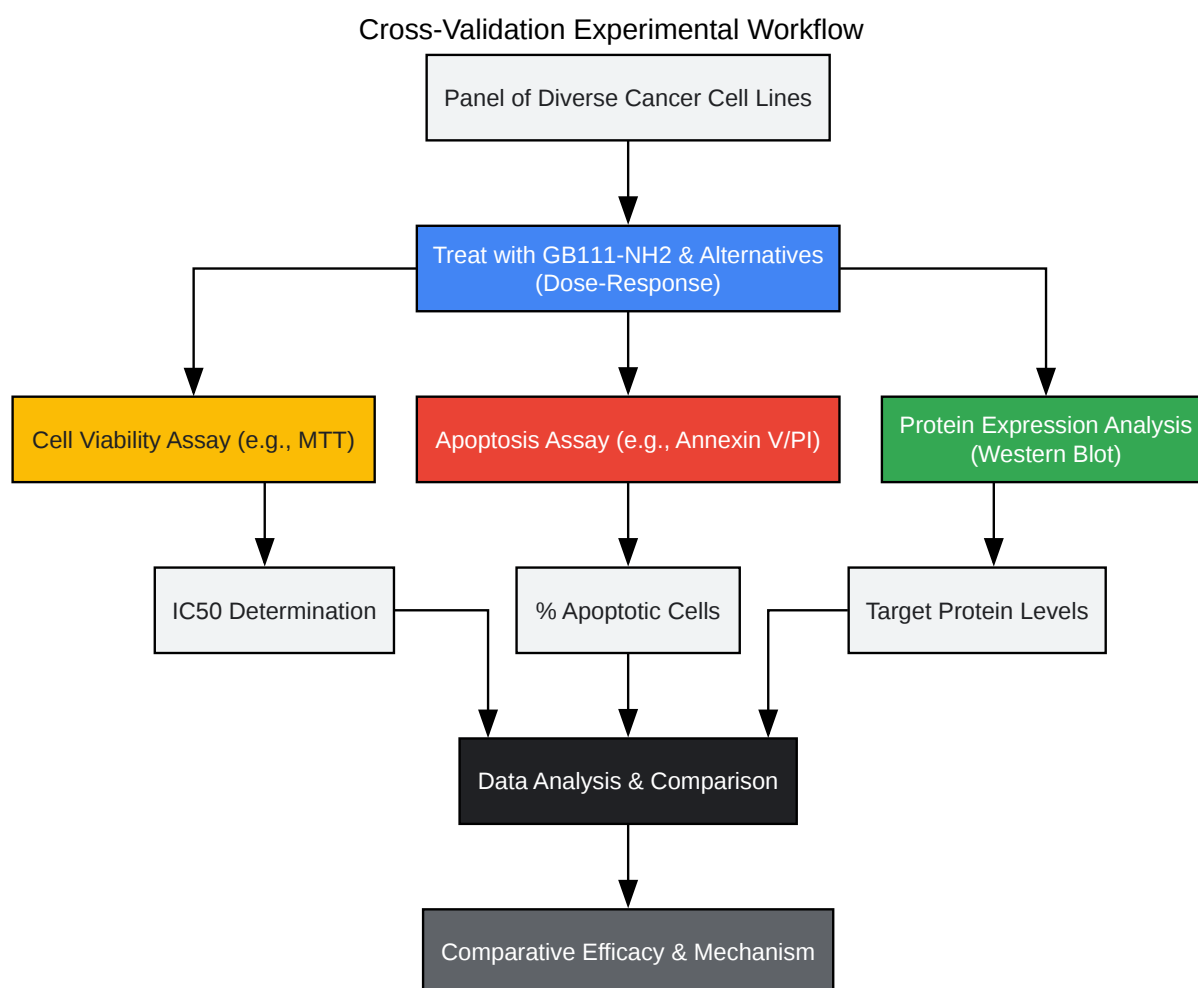 Cross-Validation Experimental Workflow
Panel of Diverse Cancer Cell Lines
Treat with GB111-NH2 & Alternatives
(Dose-Response)
Cell Viability Assay (e.g., MTT)
Apoptosis Assay (e.g., Annexin V/PI)
Protein Expression Analysis
(Western Blot)
IC50 Determination
% Apoptotic Cells
Target Protein Levels
Data Analysis & Comparison
Comparative Efficacy & Mechanism